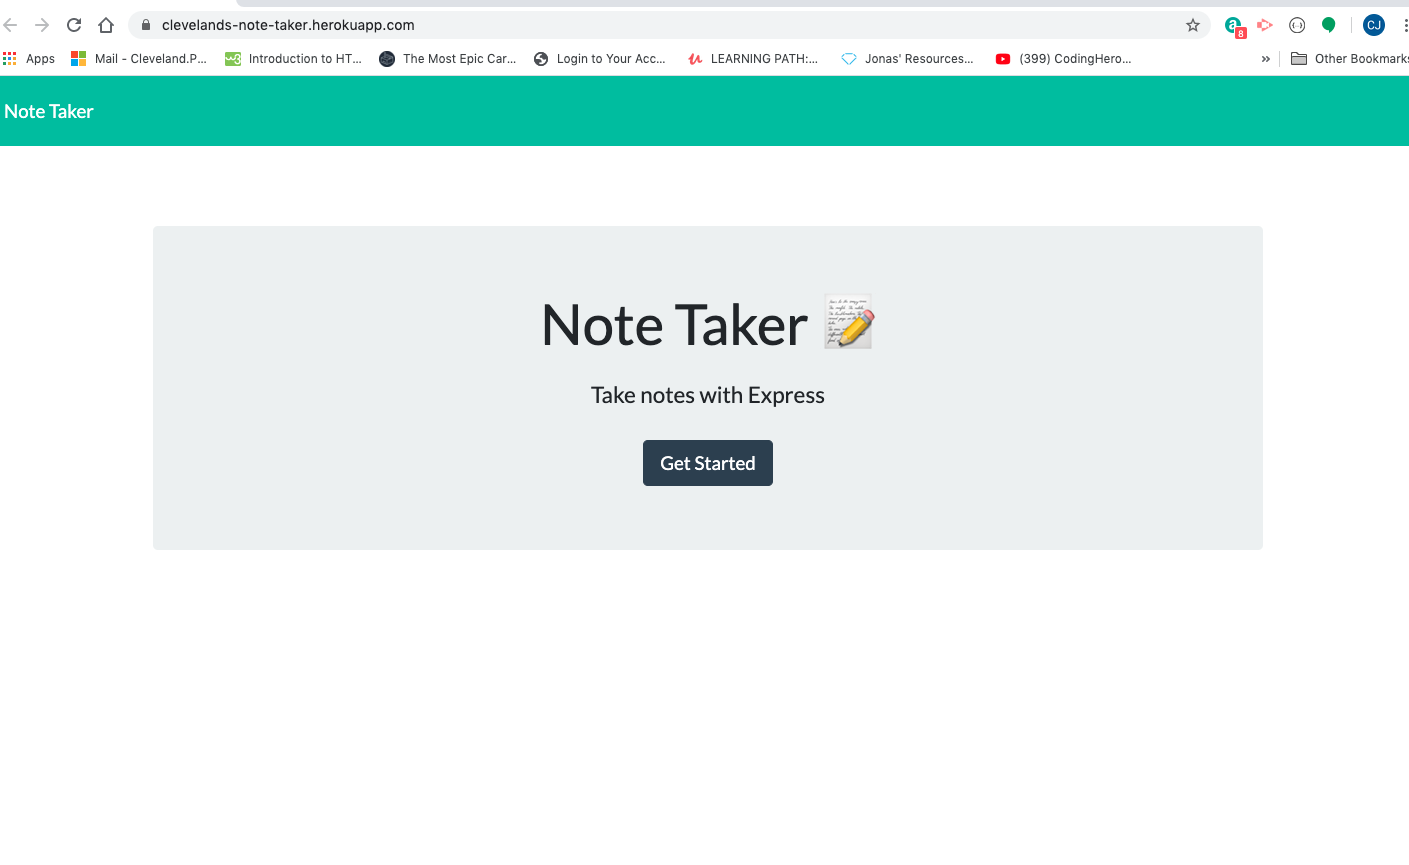 clevelands-note-taker.herokuapp.com
8
CJ
Apps
Mail - Cleveland.P...
Introduction to HT...
The Most Epic Car...
Login to Your Acc...
LEARNING PATH:...
Jonas' Resources...
(399) CodingHero...
»
Other Bookmarks
Note Taker
Note Taker
Take notes with Express
Get Started